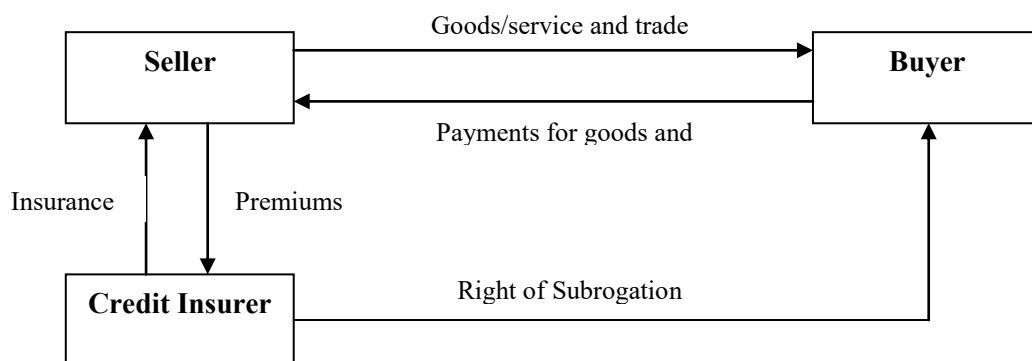 Goods/service and trade
Seller
Buyer
Payments for goods and
Insurance
Premiums
Right of Subrogation
Credit Insurer